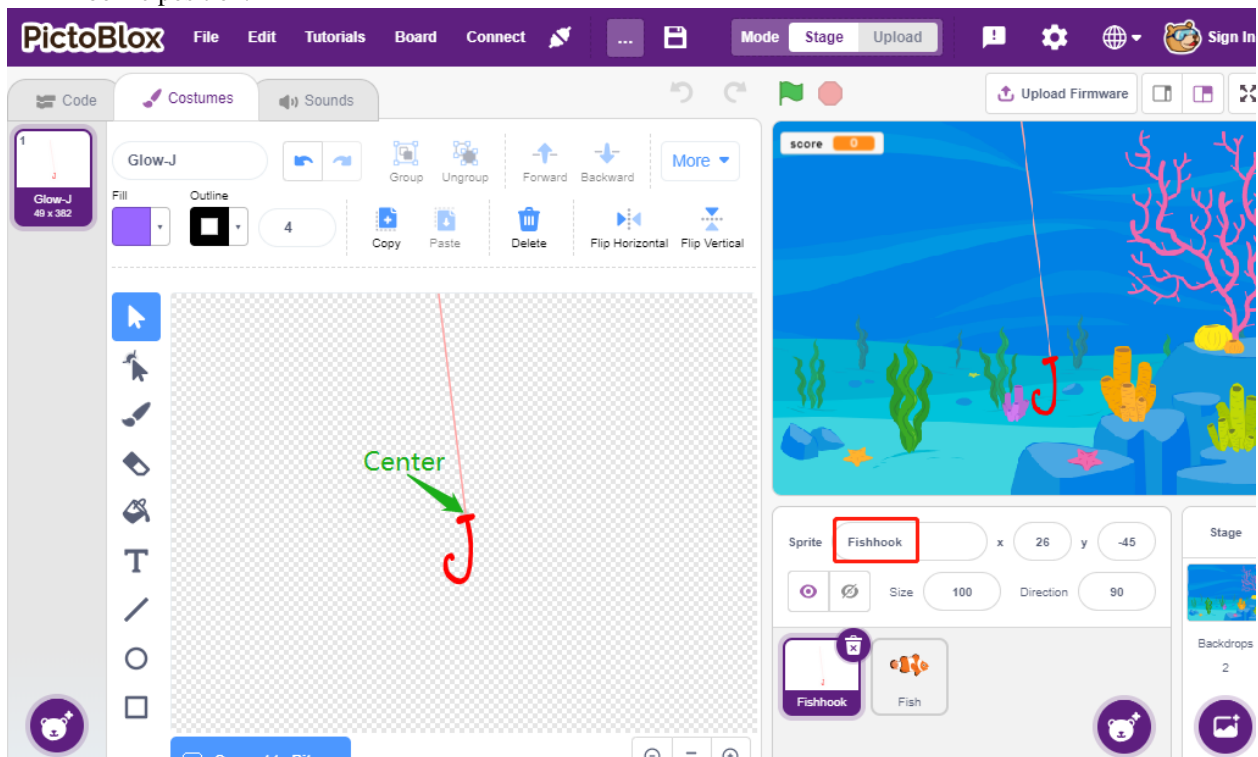 PictoBlox File Edit Tutorials Board Connect ... Mode Stage Upload Sign In
Code Costumes Sounds Upload Firmware
1
Glow-J
49 x 382
Glow-J Group Ungroup Forward Backward More
Fill Outline 4 Copy Paste Delete Flip Horizontal Flip Vertical
T
Center
score 0
Sprite Fishhook x 26 y -45
Size 100 Direction 90
Fishhook Fish
Stage
Backdrops
2